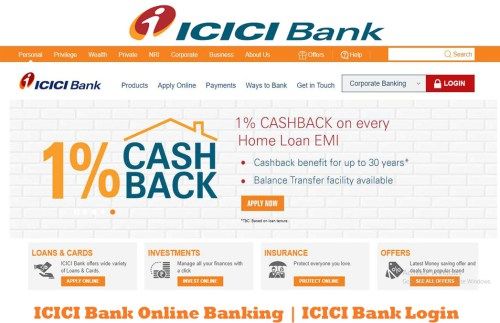 ICICI Bank
Personal Privilege Wealth Private NRI Corporate Business About Us Offers Help Search
ICICI Bank Products Apply Online Payments Ways to Bank Get in Touch Corporate Banking LOGIN
1% CASH BACK
1% CASHBACK on every
Home Loan EMI
• Cashback benefit for up to 30 years*
• Balance Transfer facility available
APPLY NOW
*T&C. Based on loan tenure.
LOANS & CARDS
ICICI Bank offers wide variety
of Loans & Cards.
APPLY ONLINE
INVESTMENTS
Manage all your finances with
a click
INVEST ONLINE
INSURANCE
Protect everyone you love.
PROTECT ONLINE
OFFERS
Latest Money saving offer and
deals from popular brand
SEE ALL OFFERS
ICICI Bank Online Banking | ICICI Bank Login